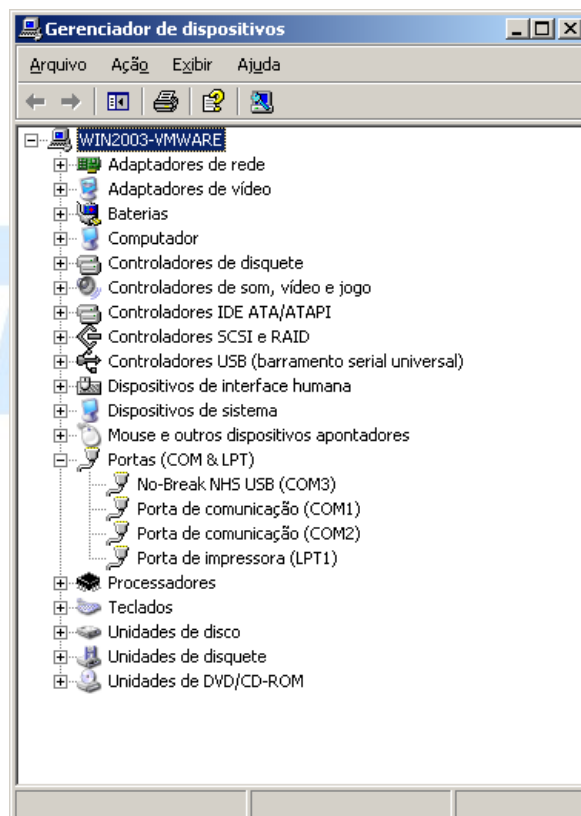 Gerenciador de dispositivos
Arquivo Ação Exibir Ajuda
WIN2003-VMWARE
Adaptadores de rede
Adaptadores de vídeo
Baterias
Computador
Controladores de disquete
Controladores de som, vídeo e jogo
Controladores IDE ATA/ATAPI
Controladores SCSI e RAID
Controladores USB (barramento serial universal)
Dispositivos de interface humana
Dispositivos de sistema
Mouse e outros dispositivos apontadores
Portas (COM & LPT)
No-Break NHS USB (COM3)
Porta de comunicação (COM1)
Porta de comunicação (COM2)
Porta de impressora (LPT1)
Processadores
Teclados
Unidades de disco
Unidades de disquete
Unidades de DVD/CD-ROM